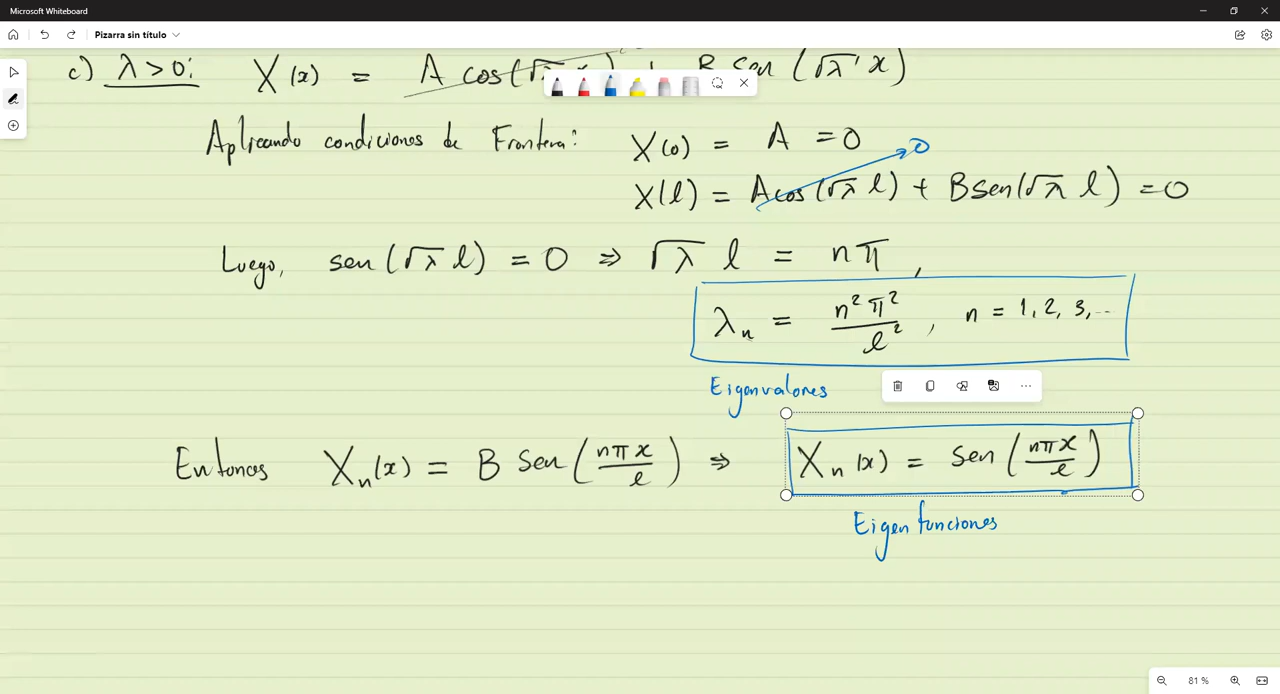 Microsoft Whiteboard
Pizarra sin título
c) λ > 0: X(x) = A cos(√λ x) + B sen(√λ x)
Aplicando condiciones de Frontera: X(0) = A = 0
X(l) = A cos(√λ l) + B sen(√λ l) = 0
0
Luego, sen(√λ l) = 0 ⇒ √λ l = nπ,
λn = n²π²/l², n = 1, 2, 3, ...
Eigenvalores
Entonces Xn(x) = B sen(nπx/l) ⇒ Xn(x) = sen(nπx/l)
Eigenfunciones
81 %